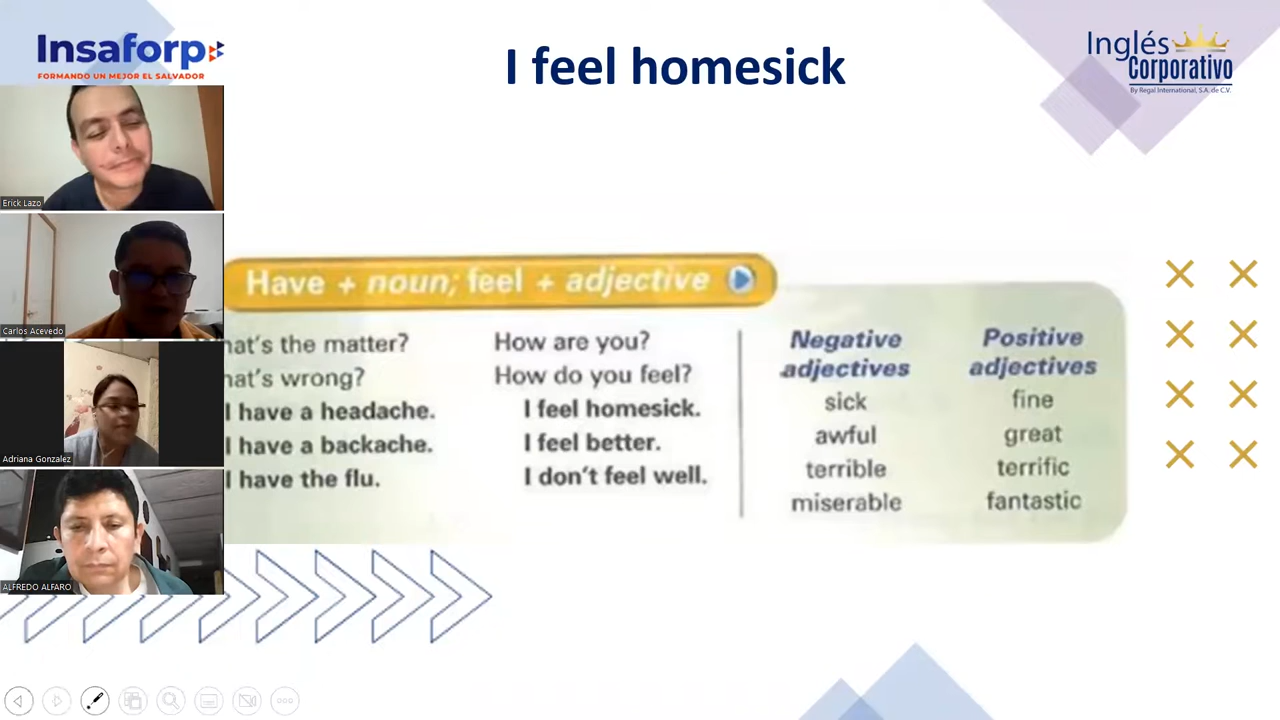 Insaforp
FORMANDO UN MEJOR EL SALVADOR
I feel homesick
Inglés
Corporativo
By Regal International, S.A. de C.V.
Erick Lazo
Carlos Acevedo
Adriana Gonzalez
ALFREDO ALFARO
Have + noun; feel + adjective
hat's the matter?
hat's wrong?
I have a headache.
I have a backache.
I have the flu.
How are you?
How do you feel?
I feel homesick.
I feel better.
I don't feel well.
Negative
adjectives
sick
awful
terrible
miserable
Positive
adjectives
fine
great
terrific
fantastic